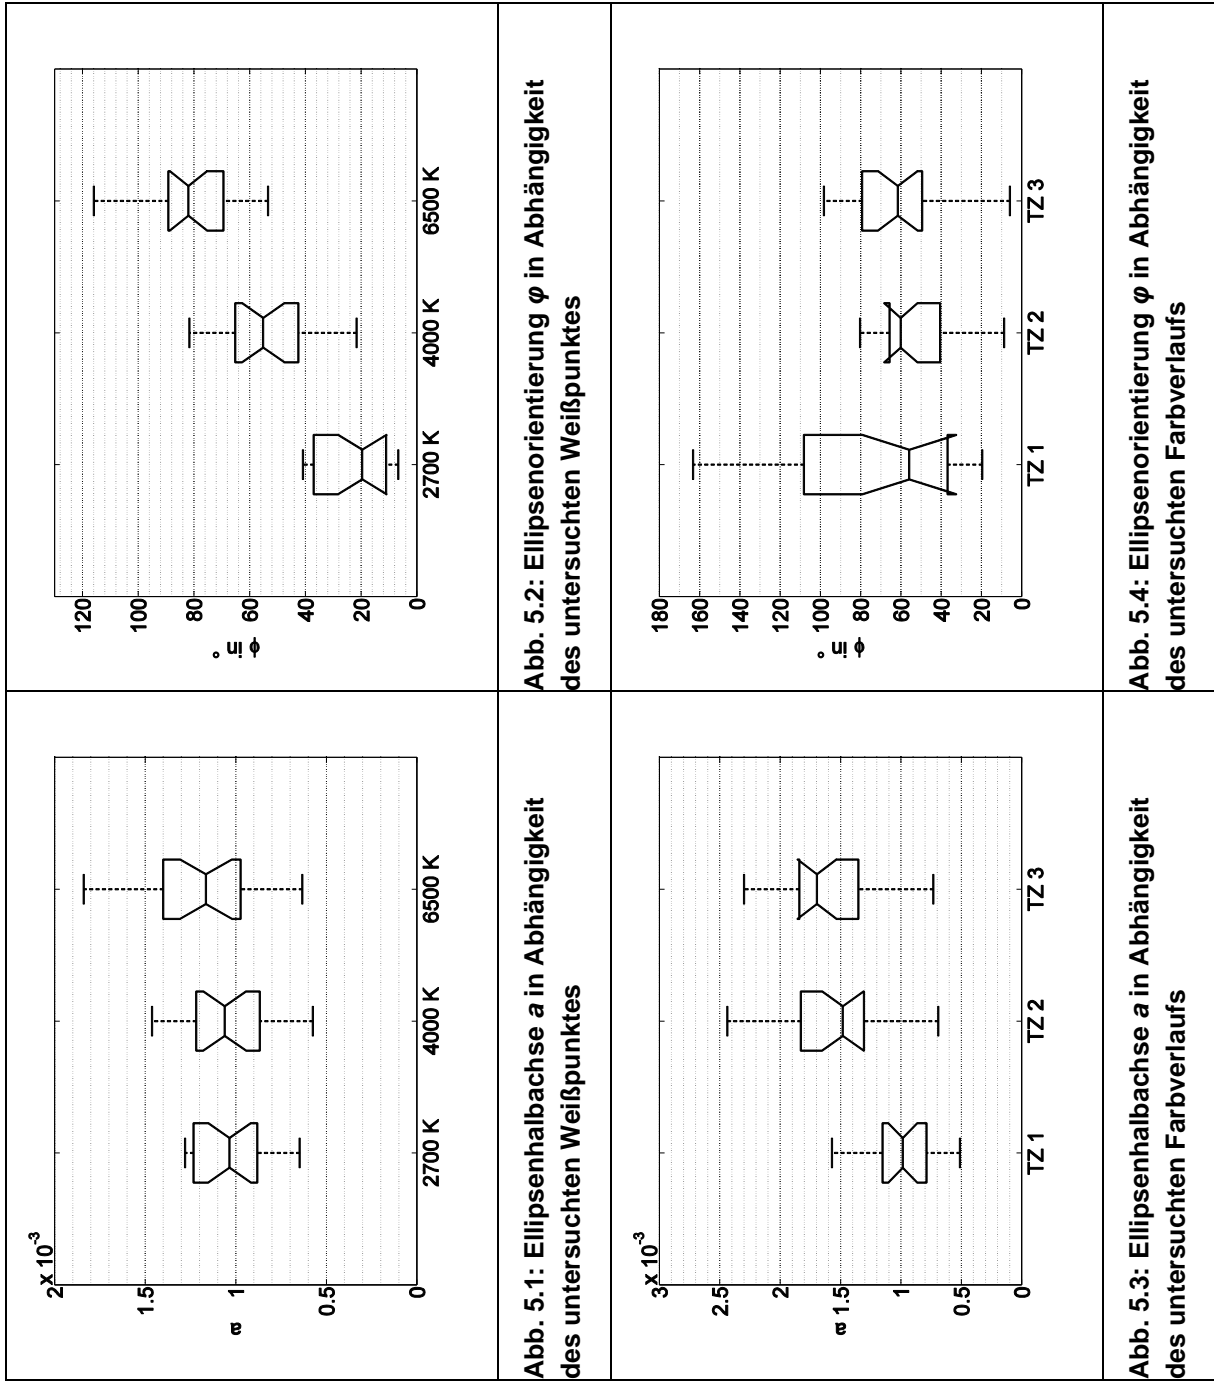 x 10-3
2
1.5
1
0.5
0
a
2700 K 4000 K 6500 K
120
100
80
60
40
20
0
ϕ in °
2700 K 4000 K 6500 K
Abb. 5.1: Ellipsenhalbachse a in Abhängigkeit
des untersuchten Weißpunktes
Abb. 5.2: Ellipsenorientierung φ in Abhängigkeit
des untersuchten Weißpunktes
x 10-3
3
2.5
2
1.5
1
0.5
0
a
TZ 1 TZ 2 TZ 3
180
160
140
120
100
80
60
40
20
0
ϕ in °
TZ 1 TZ 2 TZ 3
Abb. 5.3: Ellipsenhalbachse a in Abhängigkeit
des untersuchten Farbverlaufs
Abb. 5.4: Ellipsenorientierung φ in Abhängigkeit
des untersuchten Farbverlaufs